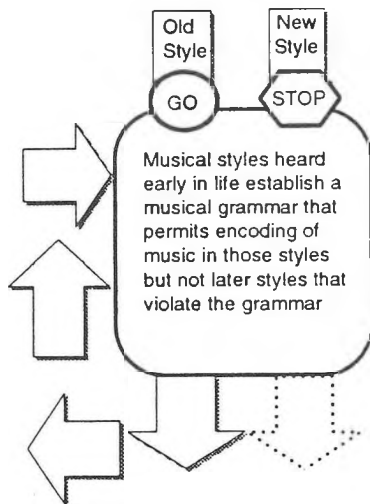 Old
Style
New
Style
GO
STOP
Musical styles heard
early in life establish a
musical grammar that
permits encoding of
music in those styles
but not later styles that
violate the grammar